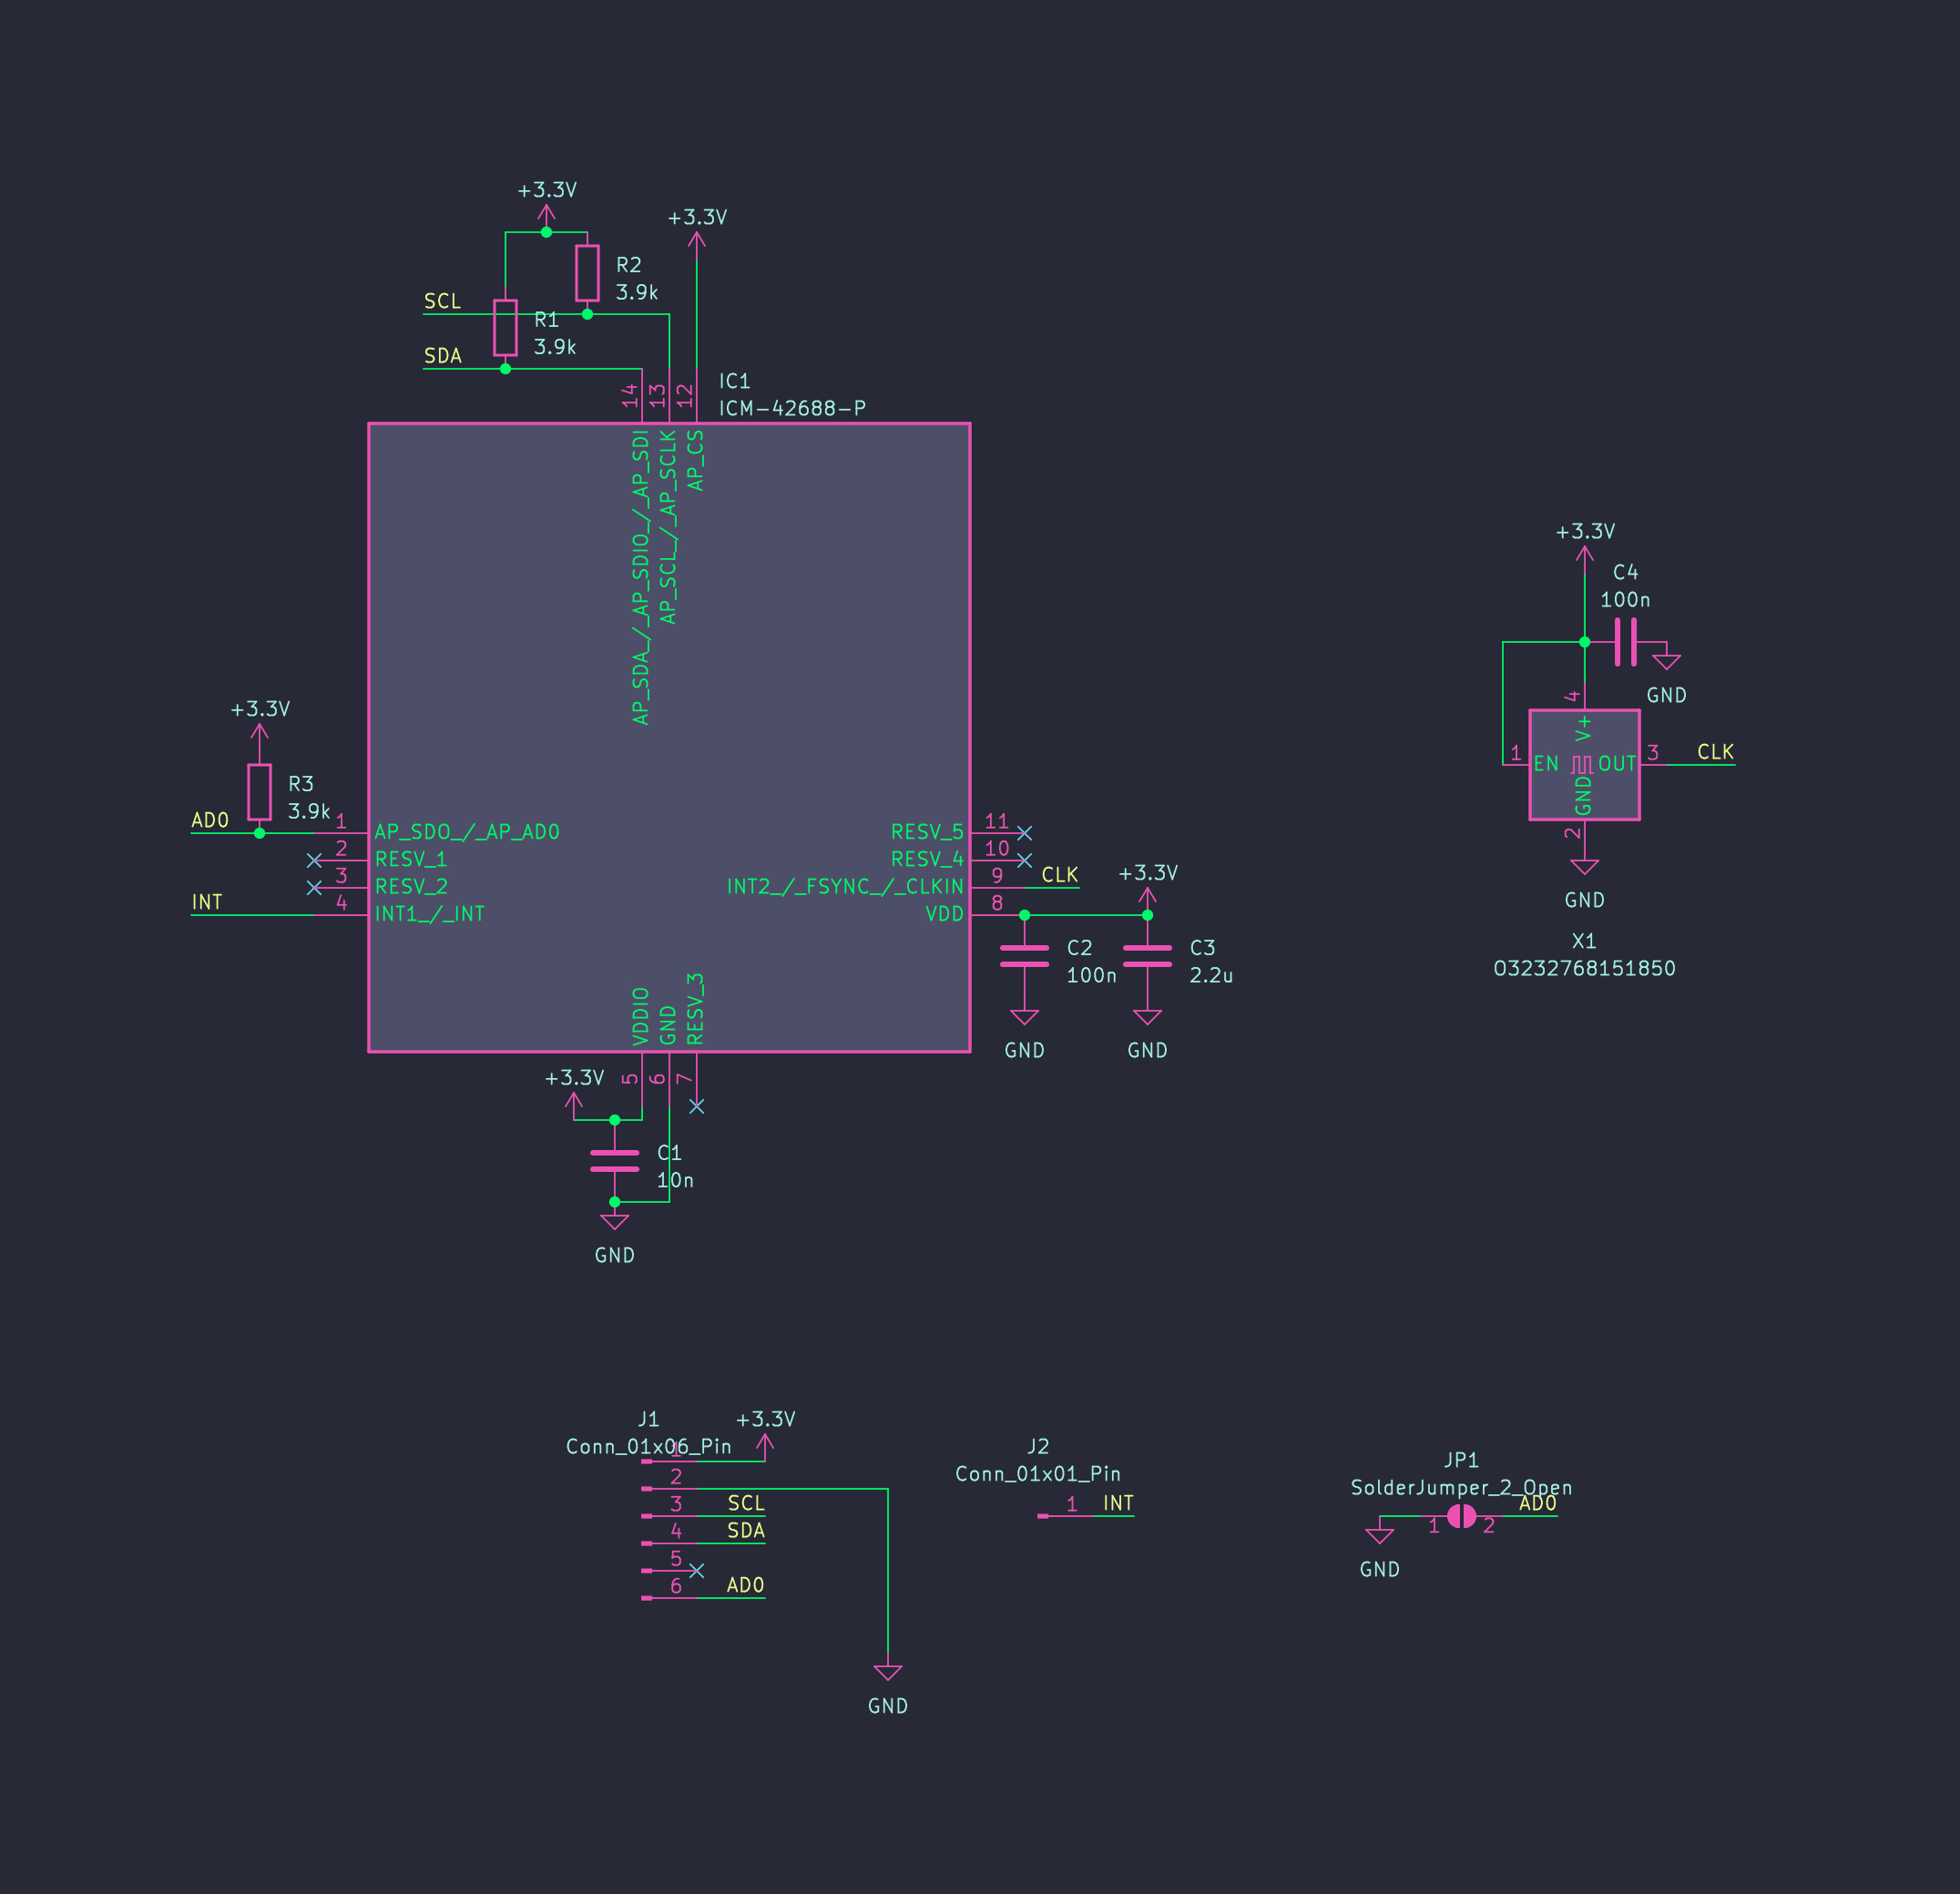 +3.3V
+3.3V
R2
3.9k
SCL
R1
3.9k
SDA
14
13
12
IC1
ICM-42688-P
AP_SDA_/_AP_SDIO_/_AP_SDI
AP_SCL_/_AP_SCLK
AP_CS
+3.3V
C4
100n
GND
4
V+
1
EN
OUT
3
CLK
GND
2
GND
X1
O3232768151850
+3.3V
R3
3.9k
AD0
1
AP_SDO_/_AP_AD0
2
RESV_1
3
RESV_2
INT
4
INT1_/_INT
RESV_5
11
RESV_4
10
INT2_/_FSYNC_/_CLKIN
9
CLK
VDD
8
+3.3V
C2
100n
GND
C3
2.2u
GND
VDDIO
GND
RESV_3
5
6
7
+3.3V
C1
10n
GND
J1
Conn_01x06_Pin
+3.3V
1
2
3
SCL
4
SDA
5
6
AD0
GND
J2
Conn_01x01_Pin
1
INT
JP1
SolderJumper_2_Open
AD0
1
2
GND